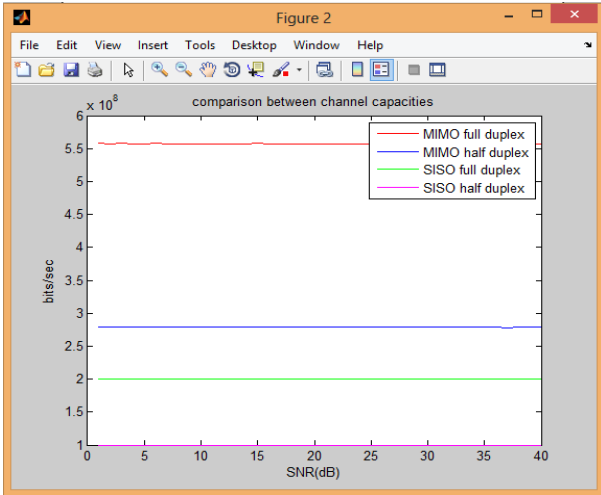 Figure 2
File Edit View Insert Tools Desktop Window Help
x 10^8
comparison between channel capacities
6
5.5
5
4.5
4
3.5
3
2.5
2
1.5
1
bits/sec
MIMO full duplex
MIMO half duplex
SISO full duplex
SISO half duplex
0 5 10 15 20 25 30 35 40
SNR(dB)